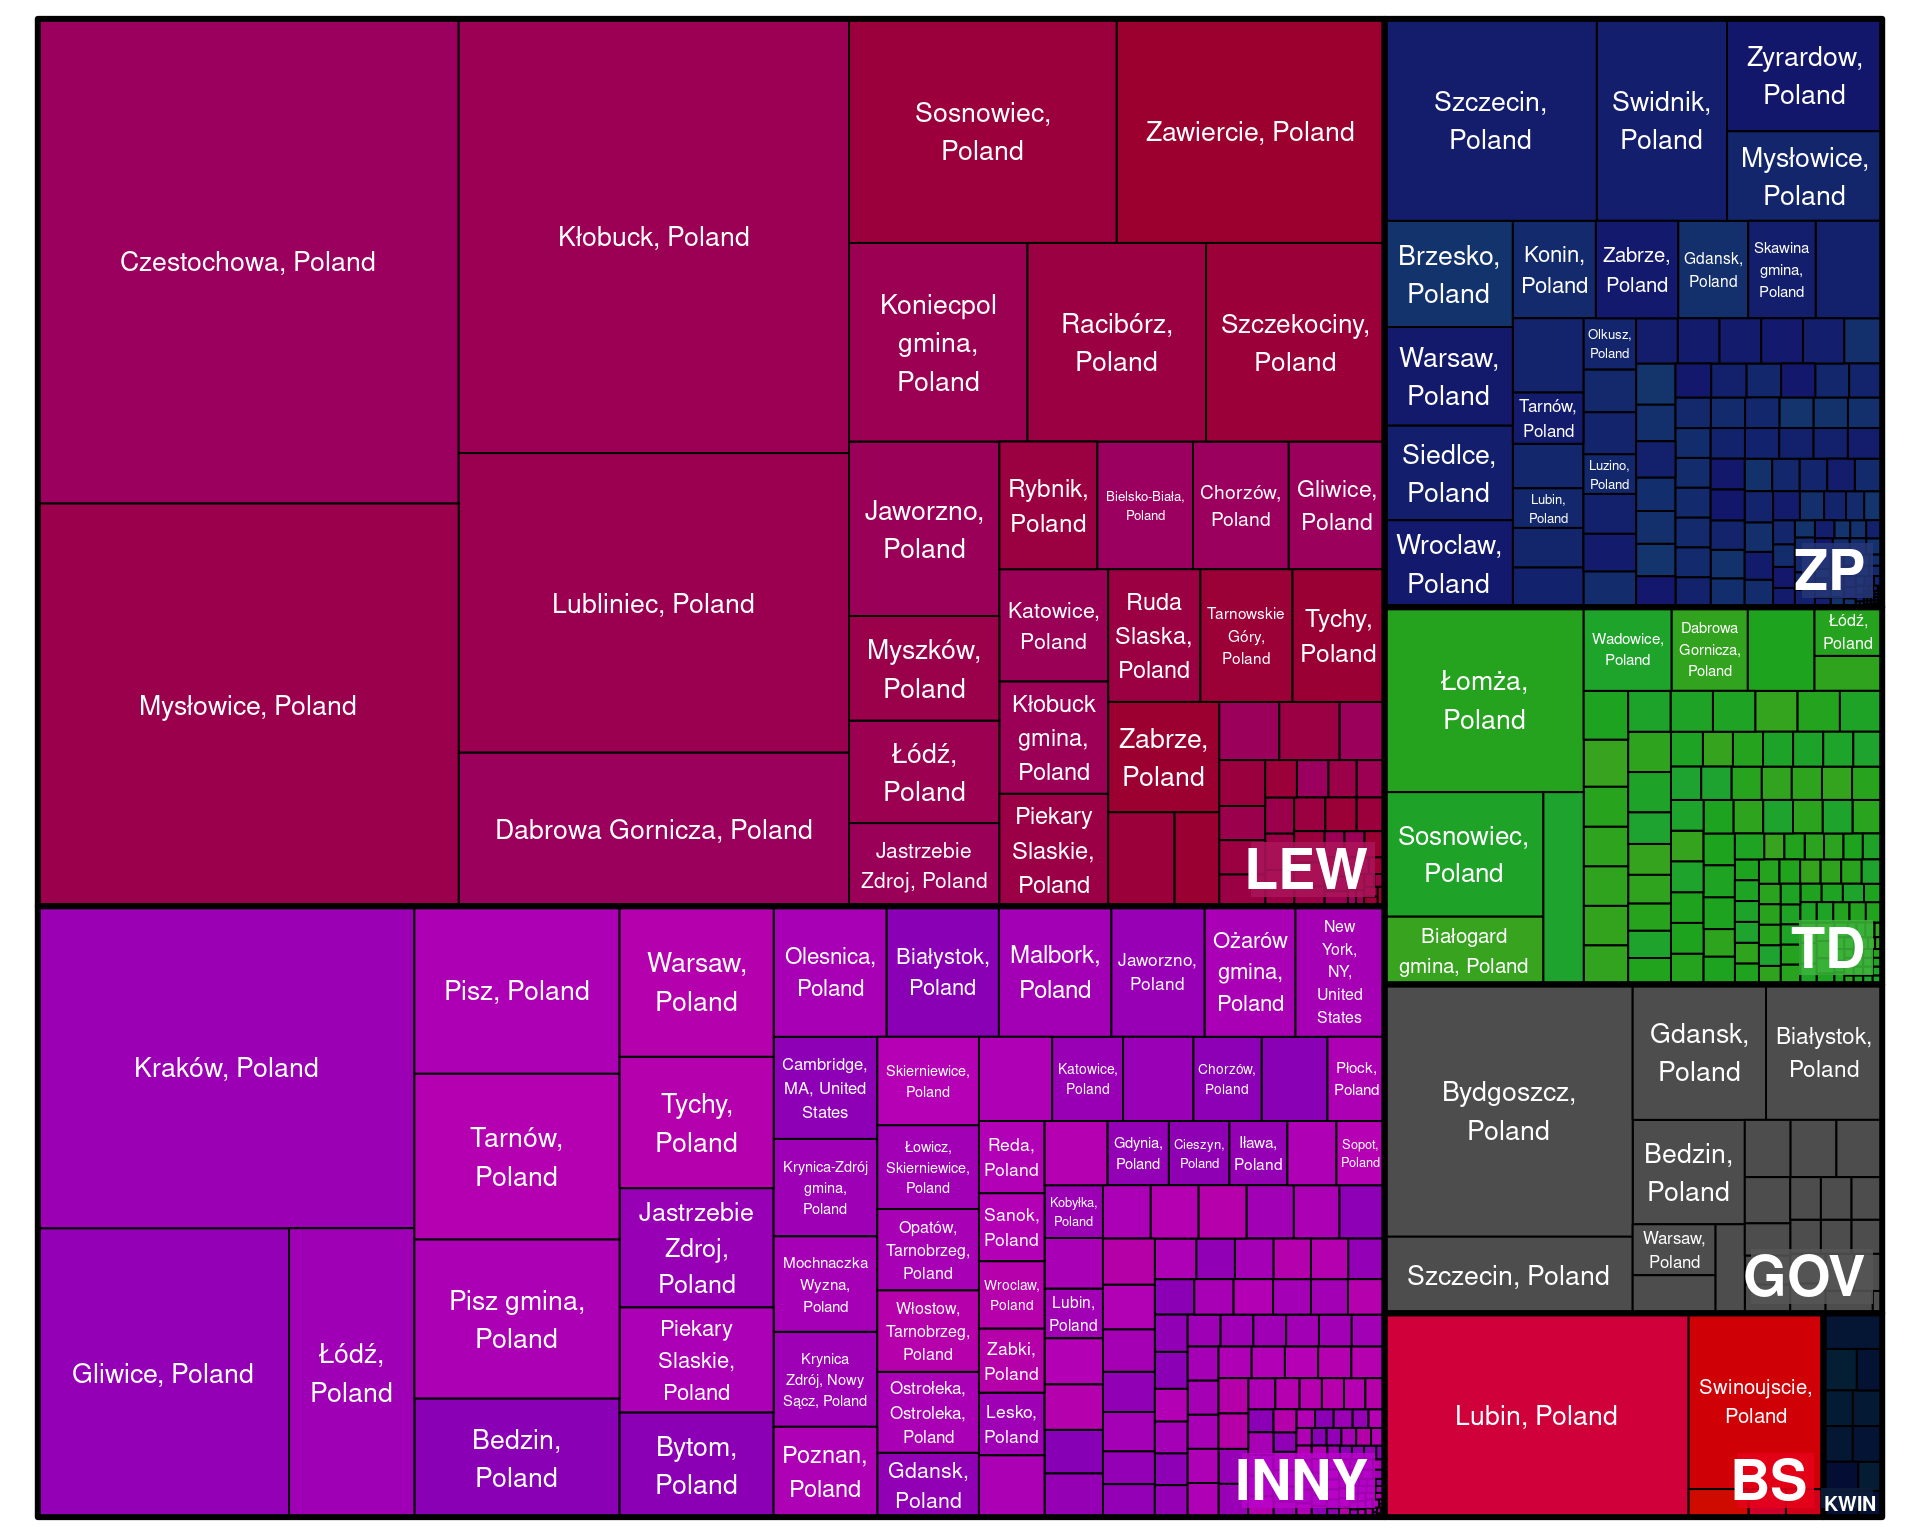 Czestochowa, Poland
Mysłowice, Poland
Kłobuck, Poland
Lubliniec, Poland
Dabrowa Gornicza, Poland
Sosnowiec,
Poland
Zawiercie, Poland
Koniecpol
gmina,
Poland
Racibórz,
Poland
Szczekociny,
Poland
Jaworzno,
Poland
Myszków,
Poland
Łódź,
Poland
Jastrzebie
Zdroj, Poland
Rybnik,
Poland
Bielsko-Biała,
Poland
Chorzów,
Poland
Gliwice,
Poland
Katowice,
Poland
Kłobuck
gmina,
Poland
Piekary
Slaskie,
Poland
Ruda
Slaska,
Poland
Tarnowskie
Góry,
Poland
Tychy,
Poland
Zabrze,
Poland
LEW
Kraków, Poland
Gliwice, Poland
Łódź,
Poland
Pisz, Poland
Tarnów,
Poland
Pisz gmina,
Poland
Bedzin,
Poland
Warsaw,
Poland
Tychy,
Poland
Jastrzebie
Zdroj,
Poland
Piekary
Slaskie,
Poland
Bytom,
Poland
Olesnica,
Poland
Białystok,
Poland
Malbork,
Poland
Jaworzno,
Poland
Ożarów
gmina,
Poland
New
York,
NY,
United
States
Cambridge,
MA, United
States
Krynica-Zdrój
gmina,
Poland
Mochnaczka
Wyzna,
Poland
Krynica
Zdrój, Nowy
Sącz, Poland
Poznan,
Poland
Skierniewice,
Poland
Łowicz,
Skierniewice,
Poland
Opatów,
Tarnobrzeg,
Poland
Włostow,
Tarnobrzeg,
Poland
Ostrołeka,
Ostroleka,
Poland
Gdansk,
Poland
Katowice,
Poland
Chorzów,
Poland
Płock,
Poland
Reda,
Poland
Sanok,
Poland
Wroclaw,
Poland
Zabki,
Poland
Lesko,
Poland
Gdynia,
Poland
Cieszyn,
Poland
Iława,
Poland
Sopot,
Poland
Kobyłka,
Poland
Lubin,
Poland
INNY
Szczecin,
Poland
Swidnik,
Poland
Zyrardow,
Poland
Mysłowice,
Poland
Brzesko,
Poland
Warsaw,
Poland
Siedlce,
Poland
Wroclaw,
Poland
Konin,
Poland
Zabrze,
Poland
Gdansk,
Poland
Skawina
gmina,
Poland
Olkusz,
Poland
Tarnów,
Poland
Luzino,
Poland
Lubin,
Poland
ZP
Łomża,
Poland
Sosnowiec,
Poland
Białogard
gmina, Poland
Wadowice,
Poland
Dabrowa
Gornicza,
Poland
Łódź,
Poland
TD
Bydgoszcz,
Poland
Szczecin, Poland
Gdansk,
Poland
Białystok,
Poland
Bedzin,
Poland
Warsaw,
Poland
GOV
Lubin, Poland
Swinoujscie,
Poland
BS
KWIN